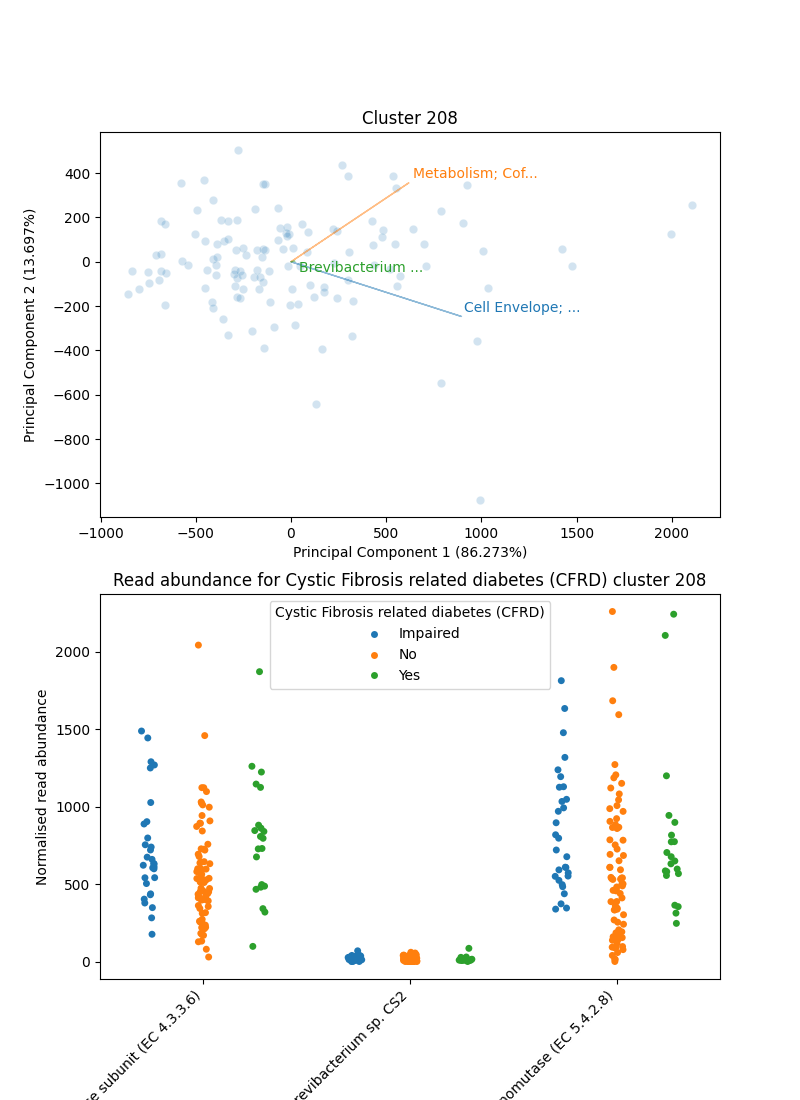 Cluster 208
400
200
0
−200
−400
−600
−800
−1000
Principal Component 2 (13.697%)
Metabolism; Cof...
Brevibacterium ...
Cell Envelope; ...
−1000
−500
0
500
1000
1500
2000
Principal Component 1 (86.273%)
Read abundance for Cystic Fibrosis related diabetes (CFRD) cluster 208
Cystic Fibrosis related diabetes (CFRD)
Impaired
No
Yes
2000
1500
1000
500
0
Normalised read abundance
subunit (EC 4.3.3.6)
sp. CS2
(EC 5.4.2.8)